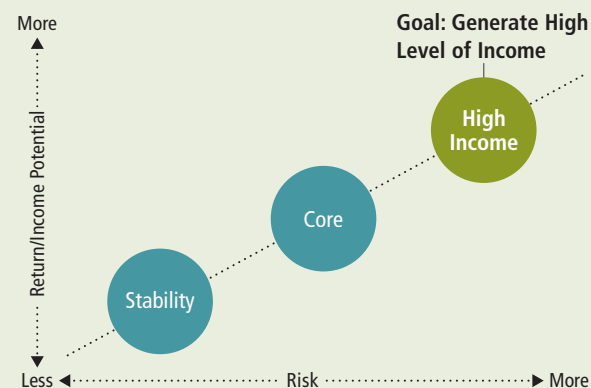 More
Goal: Generate High
Level of Income
High
Income
Return/Income Potential
Core
Stability
Less
Risk
More